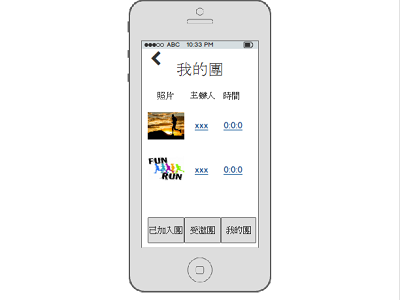 ABC 10:33 PM
我的團
照片 主辦人 時間
xxx 0:0:0
FUN RUN
xxx 0:0:0
已加入團 受邀團 我的團